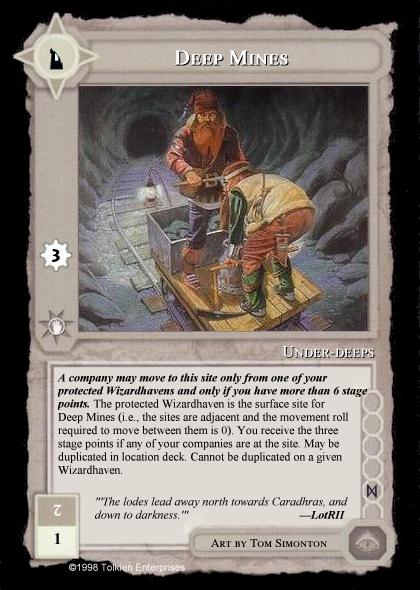 Deep Mines
3
Under-deeps
A company may move to this site only from one of your
protected Wizardhavens and only if you have more than 6 stage
points. The protected Wizardhaven is the surface site for
Deep Mines (i.e., the sites are adjacent and the movement roll
required to move between them is 0). You receive the three
stage points if any of your companies are at the site. May be
duplicated in location deck. Cannot be duplicated on a given
Wizardhaven.
"'The lodes lead away north towards Caradhras, and
down to darkness.'"
—LotRII
2
1
Art by Tom Simonton
©1998 Tolkien Enterprises